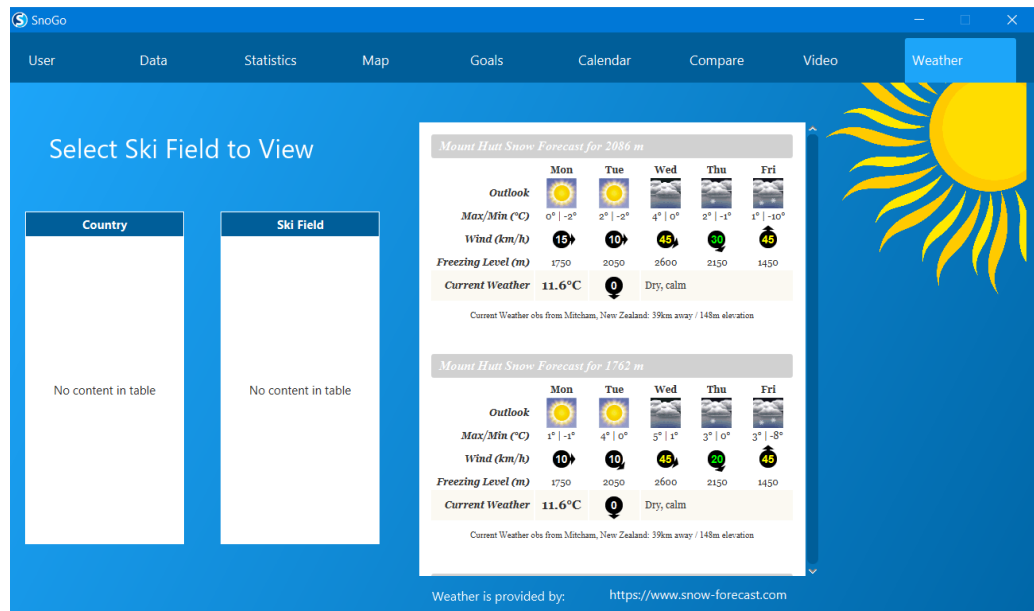 SnoGo
User Data Statistics Map Goals Calendar Compare Video Weather
Select Ski Field to View
Country
No content in table
Ski Field
No content in table
Mount Hutt Snow Forecast for 2086 m
Mon Tue Wed Thu Fri
Outlook
Max/Min (°C) 0° | -2° 2° | -2° 4° | 0° 2° | -1° 1° | -10°
Wind (km/h) 15 10 45 30 45
Freezing Level (m) 1750 2050 2600 2150 1450
Current Weather 11.6°C 0 Dry, calm
Current Weather obs from Mitcham, New Zealand: 39km away / 148m elevation
Mount Hutt Snow Forecast for 1762 m
Mon Tue Wed Thu Fri
Outlook
Max/Min (°C) 1° | -1° 4° | 0° 5° | 1° 3° | 0° 3° | -8°
Wind (km/h) 10 10 45 20 45
Freezing Level (m) 1750 2050 2600 2150 1450
Current Weather 11.6°C 0 Dry, calm
Current Weather obs from Mitcham, New Zealand: 39km away / 148m elevation
Weather is provided by: https://www.snow-forecast.com